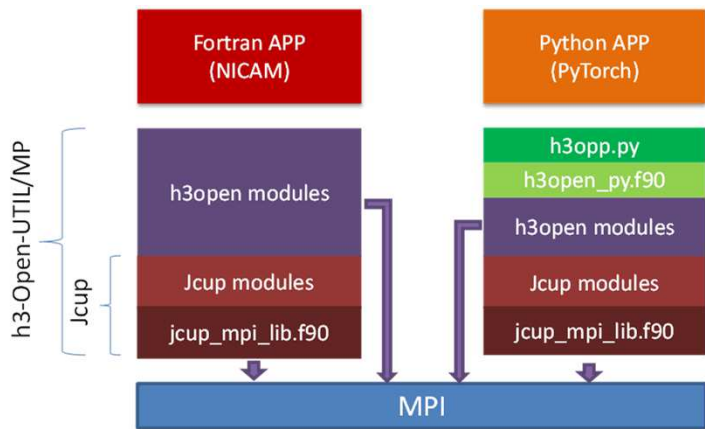 Fortran APP
(NICAM)
Python APP
(PyTorch)
h3-Open-UTIL/MP
Jcup
h3open modules
Jcup modules
jcup_mpi_lib.f90
h3opp.py
h3open_py.f90
h3open modules
Jcup modules
jcup_mpi_lib.f90
MPI